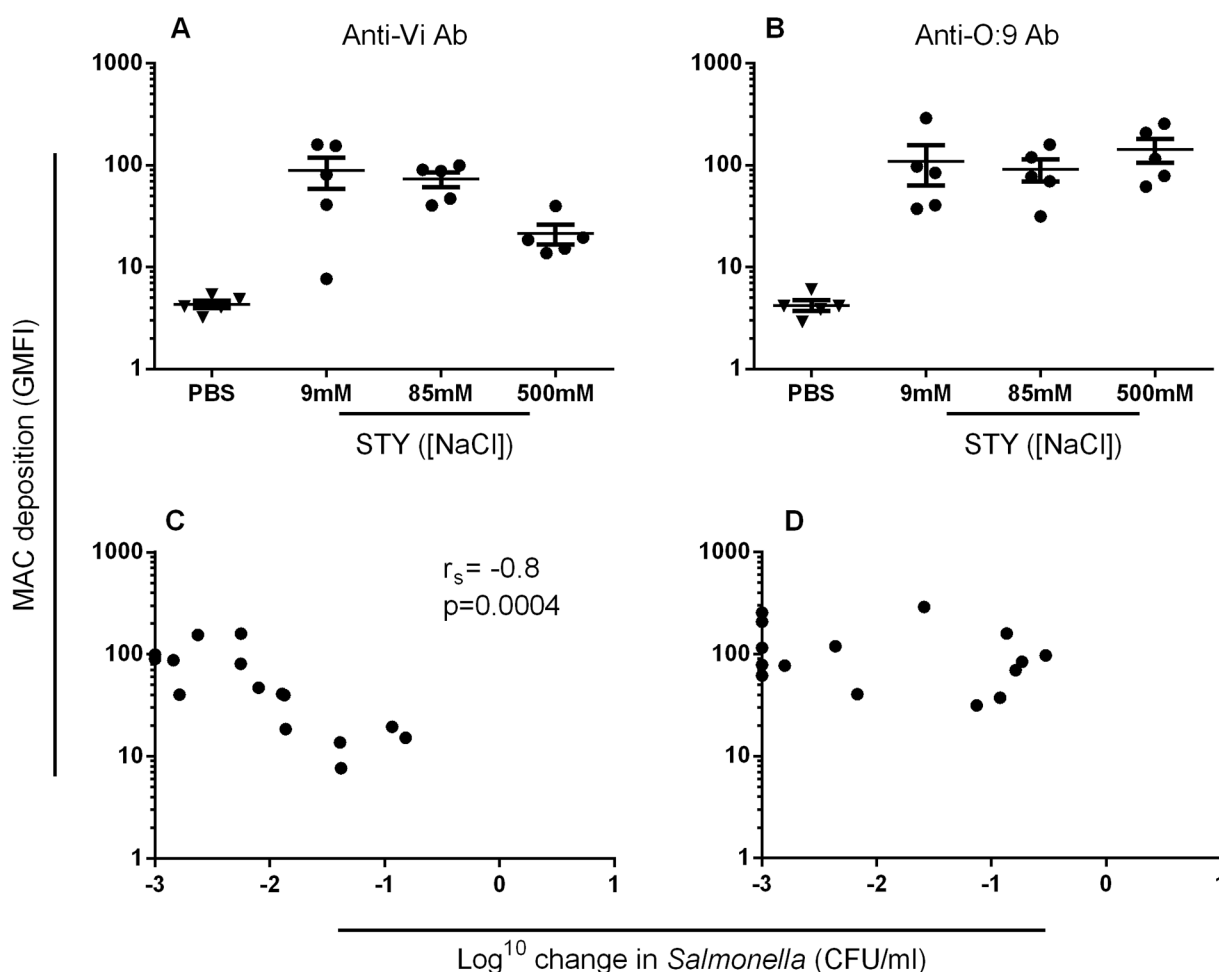 A
Anti-Vi Ab
1000
100
10
1
PBS
9mM
85mM
500mM
STY ([NaCl])
B
Anti-O:9 Ab
1000
100
10
1
PBS
9mM
85mM
500mM
STY ([NaCl])
MAC deposition (GMFI)
C
1000
100
10
1
rs= -0.8
p=0.0004
-3
-2
-1
0
1
D
1000
100
10
1
-3
-2
-1
0
1
Log10 change in Salmonella (CFU/ml)